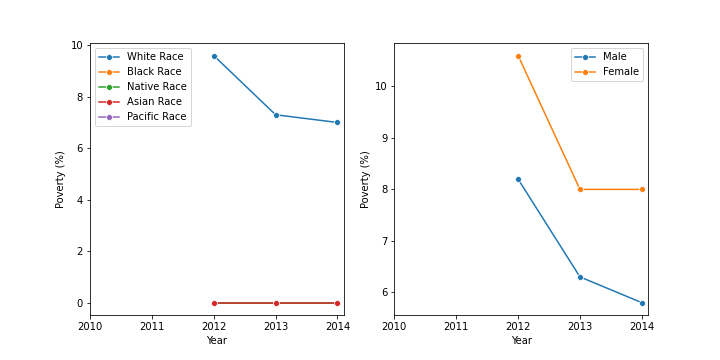 White Race
Black Race
Native Race
Asian Race
Pacific Race
10
8
6
4
2
0
Poverty (%)
2010 2011 2012 2013 2014
Year
Male
Female
10
9
8
7
6
Poverty (%)
2010 2011 2012 2013 2014
Year